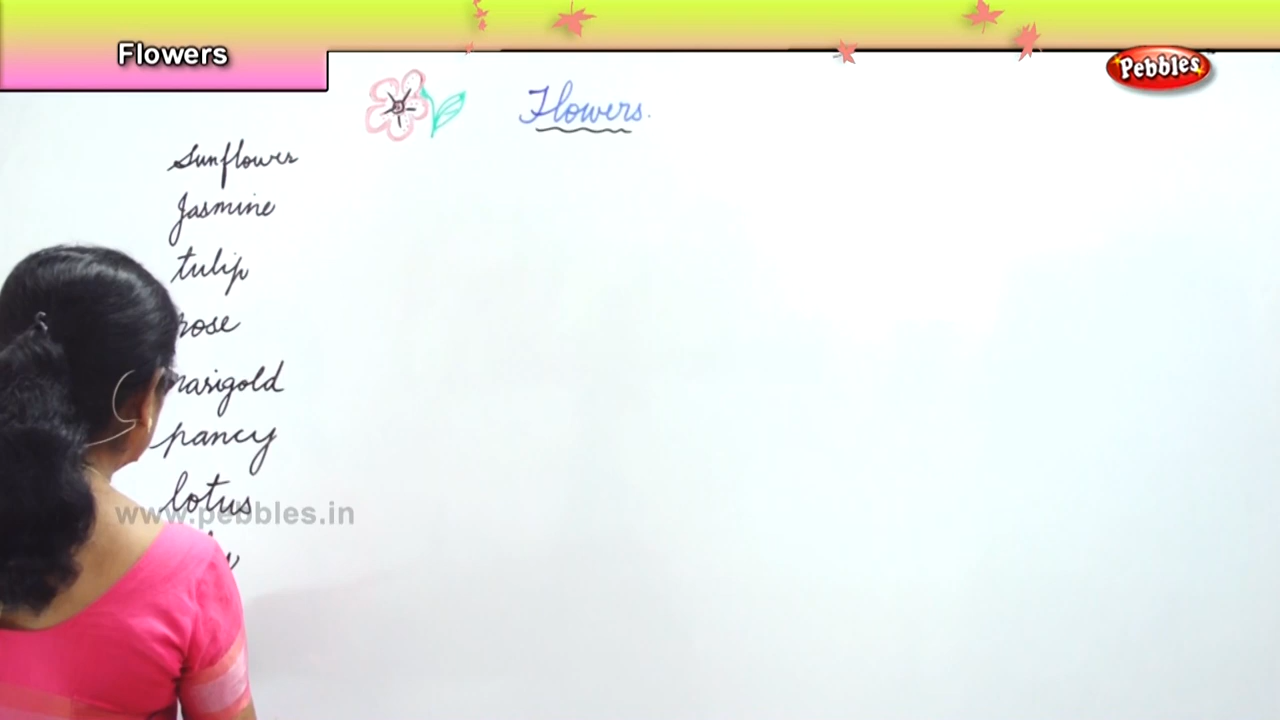 Flowers
Pebbles
Flowers.
Sunflower
Jasmine
tulip
rose
marigold
pancy
lotus
www.pebbles.in